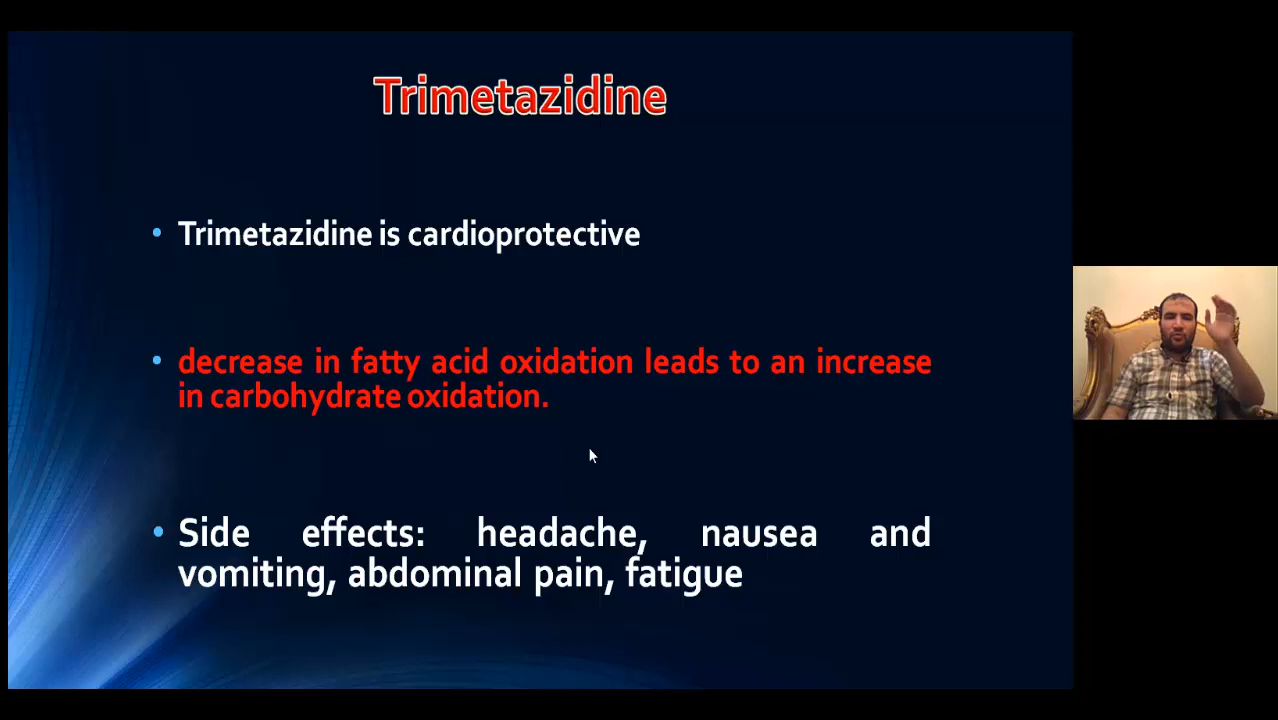 Trimetazidine
• Trimetazidine is cardioprotective
• decrease in fatty acid oxidation leads to an increase
in carbohydrate oxidation.
• Side effects: headache, nausea and
vomiting, abdominal pain, fatigue